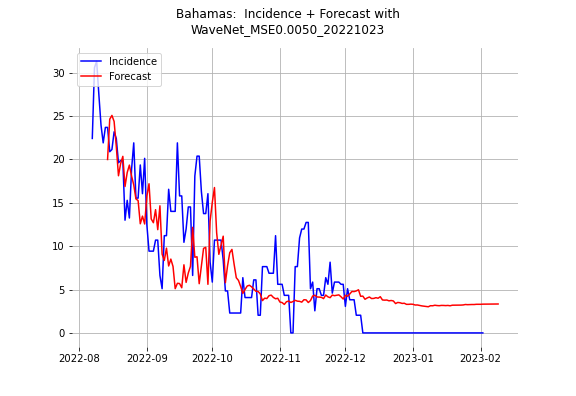 Bahamas:  Incidence + Forecast with
WaveNet_MSE0.0050_20221023
Incidence
Forecast
30
25
20
15
10
5
0
2022-08 2022-09 2022-10 2022-11 2022-12 2023-01 2023-02